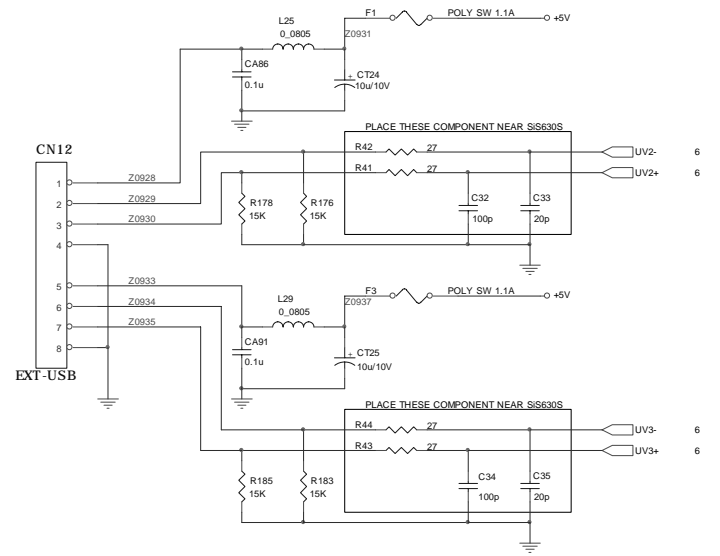 F1 POLY SW 1.1A +5V
L25
0_0805
Z0931
CA86
0.1u
+ CT24
10u/10V
PLACE THESE COMPONENT NEAR SiS630S
CN12
R42 27 UV2- 6
R41 27 UV2+ 6
1 Z0928
2 Z0929
3 Z0930
4
R178
15K
R176
15K
C32
100p
C33
20p
5 Z0933
6 Z0934
7 Z0935
8
EXT-USB
F3 POLY SW 1.1A +5V
L29
0_0805
Z0937
CA91
0.1u
+ CT25
10u/10V
PLACE THESE COMPONENT NEAR SiS630S
R44 27 UV3- 6
R43 27 UV3+ 6
R185
15K
R183
15K
C34
100p
C35
20p